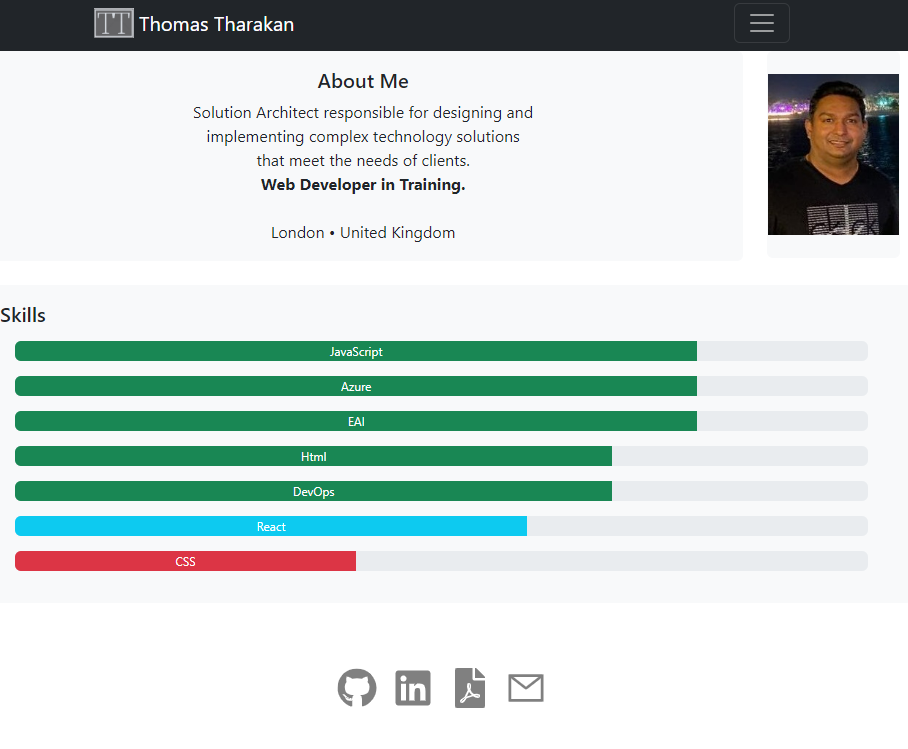 TT Thomas Tharakan
About Me
Solution Architect responsible for designing and
implementing complex technology solutions
that meet the needs of clients.
Web Developer in Training.
London • United Kingdom
Skills
JavaScript
Azure
EAI
Html
DevOps
React
CSS
in